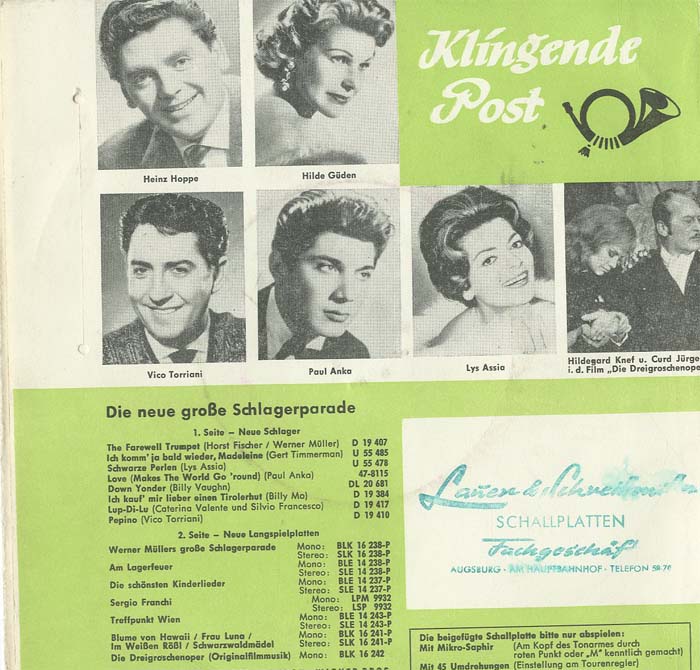 Klingende
Post
Heinz Hoppe
Hilde Güden
Vico Torriani
Paul Anka
Lys Assia
Hildegard Knef u. Curd Jürge
i. d. Film „Die Dreigroschenope
Die neue große Schlagerparade
1. Seite – Neue Schlager
The Farewell Trumpet (Horst Fischer / Werner Müller) D 19 407
Ich komm' ja bald wieder, Madeleine (Gert Timmerman) U 55 485
Schwarze Perlen (Lys Assia) U 55 478
Love (Makes The World Go 'round) (Paul Anka) 47-8115
Down Yonder (Billy Vaughn) DL 20 681
Ich kauf' mir lieber einen Tirolerhut (Billy Mo) D 19 384
Lup-Di-Lu (Caterina Valente und Silvio Francesco) D 19 417
Pepino (Vico Torriani) D 19 410
2. Seite – Neue Langspielplatten
Werner Müllers große Schlagerparade Mono: BLK 16 238-P
Stereo: SLK 16 238-P
Am Lagerfeuer Mono: BLE 14 238-P
Stereo: SLE 14 238-P
Die schönsten Kinderlieder Mono: BLE 14 237-P
Stereo: SLE 14 237-P
Sergio Franchi Mono: LPM 9932
Stereo: LSP 9932
Treffpunkt Wien Mono: BLE 14 243-P
Stereo: SLE 14 243-P
Blume von Hawaii / Frau Luna / Mono: BLK 16 241-P
Im Weißen Rößl / Schwarzwaldmädel Stereo: SLK 16 241-P
Die Dreigroschenoper (Originalfilmmusik) Mono: BLK 16 242
Lauer &
SCHALLPLATTEN
Fachgeschäf
AUGSBURG - AM HAUPTBAHNHOF - TELEFON 58-76
Die beigefügte Schallplatte bitte nur abspielen:
Mit Mikro-Saphir (Am Kopf des Tonarmes durch
roten Punkt oder „M" kenntlich gemacht)
Mit 45 Umdrehungen (Einstellung am Tourenregler)